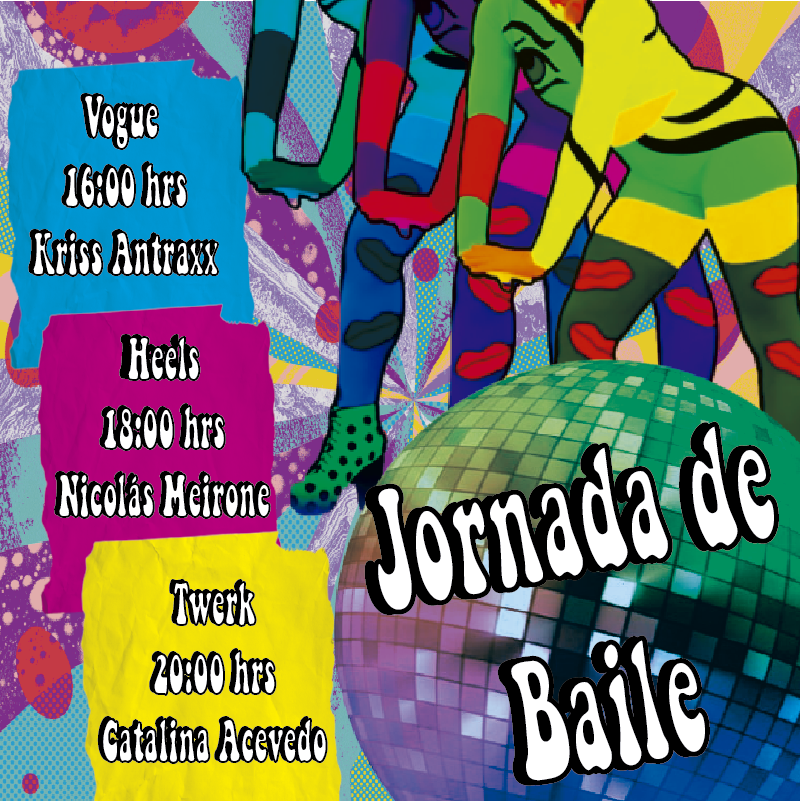 Vogue
16:00 hrs
Kriss Antraxx
Heels
18:00 hrs
Nicolás Meirone
Twerk
20:00 hrs
Catalina Acevedo
Jornada de
Baile